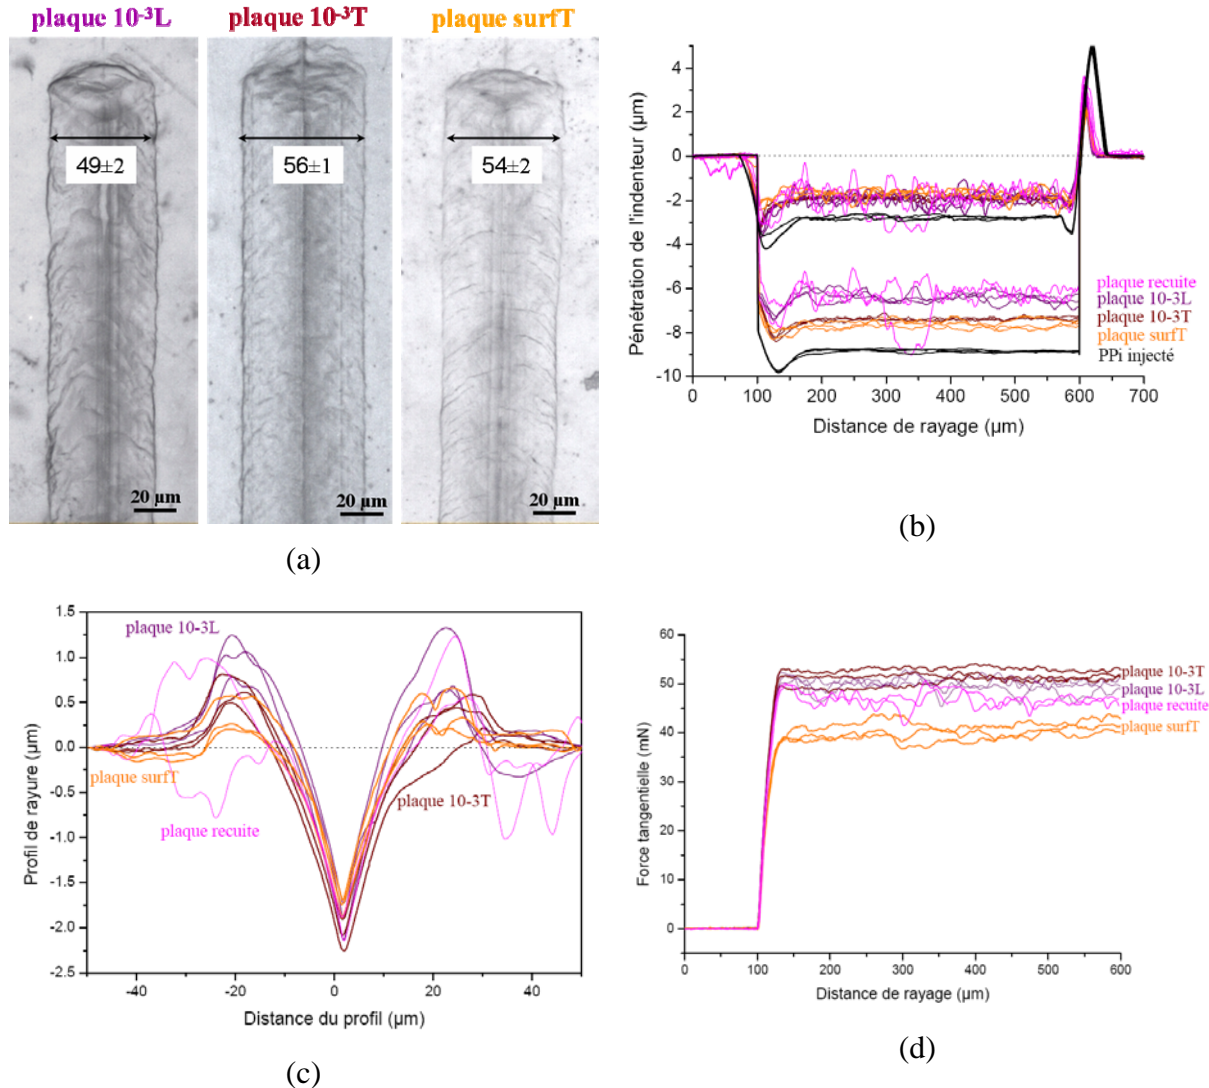 plaque 10-³L
plaque 10-³T
plaque surfT
49±2
56±1
54±2
20 µm
20 µm
20 µm
(a)
4
2
0
-2
-4
-6
-8
-10
Pénétration de l'indenteur (µm)
plaque recuite
plaque 10-3L
plaque 10-3T
plaque surfT
PPi injecté
100
200
300
400
500
600
700
Distance de rayage (µm)
(b)
1.5
1.0
0.5
0.0
-0.5
-1.0
-1.5
-2.0
-2.5
Profil de rayure (µm)
plaque 10-3L
plaque surfT
plaque recuite
plaque 10-3T
-40
-20
0
20
40
Distance du profil (µm)
(c)
60
50
40
30
20
10
0
Force tangentielle (mN)
plaque 10-3T
plaque 10-3L
plaque recuite
plaque surfT
0
100
200
300
400
500
600
Distance de rayage (µm)
(d)